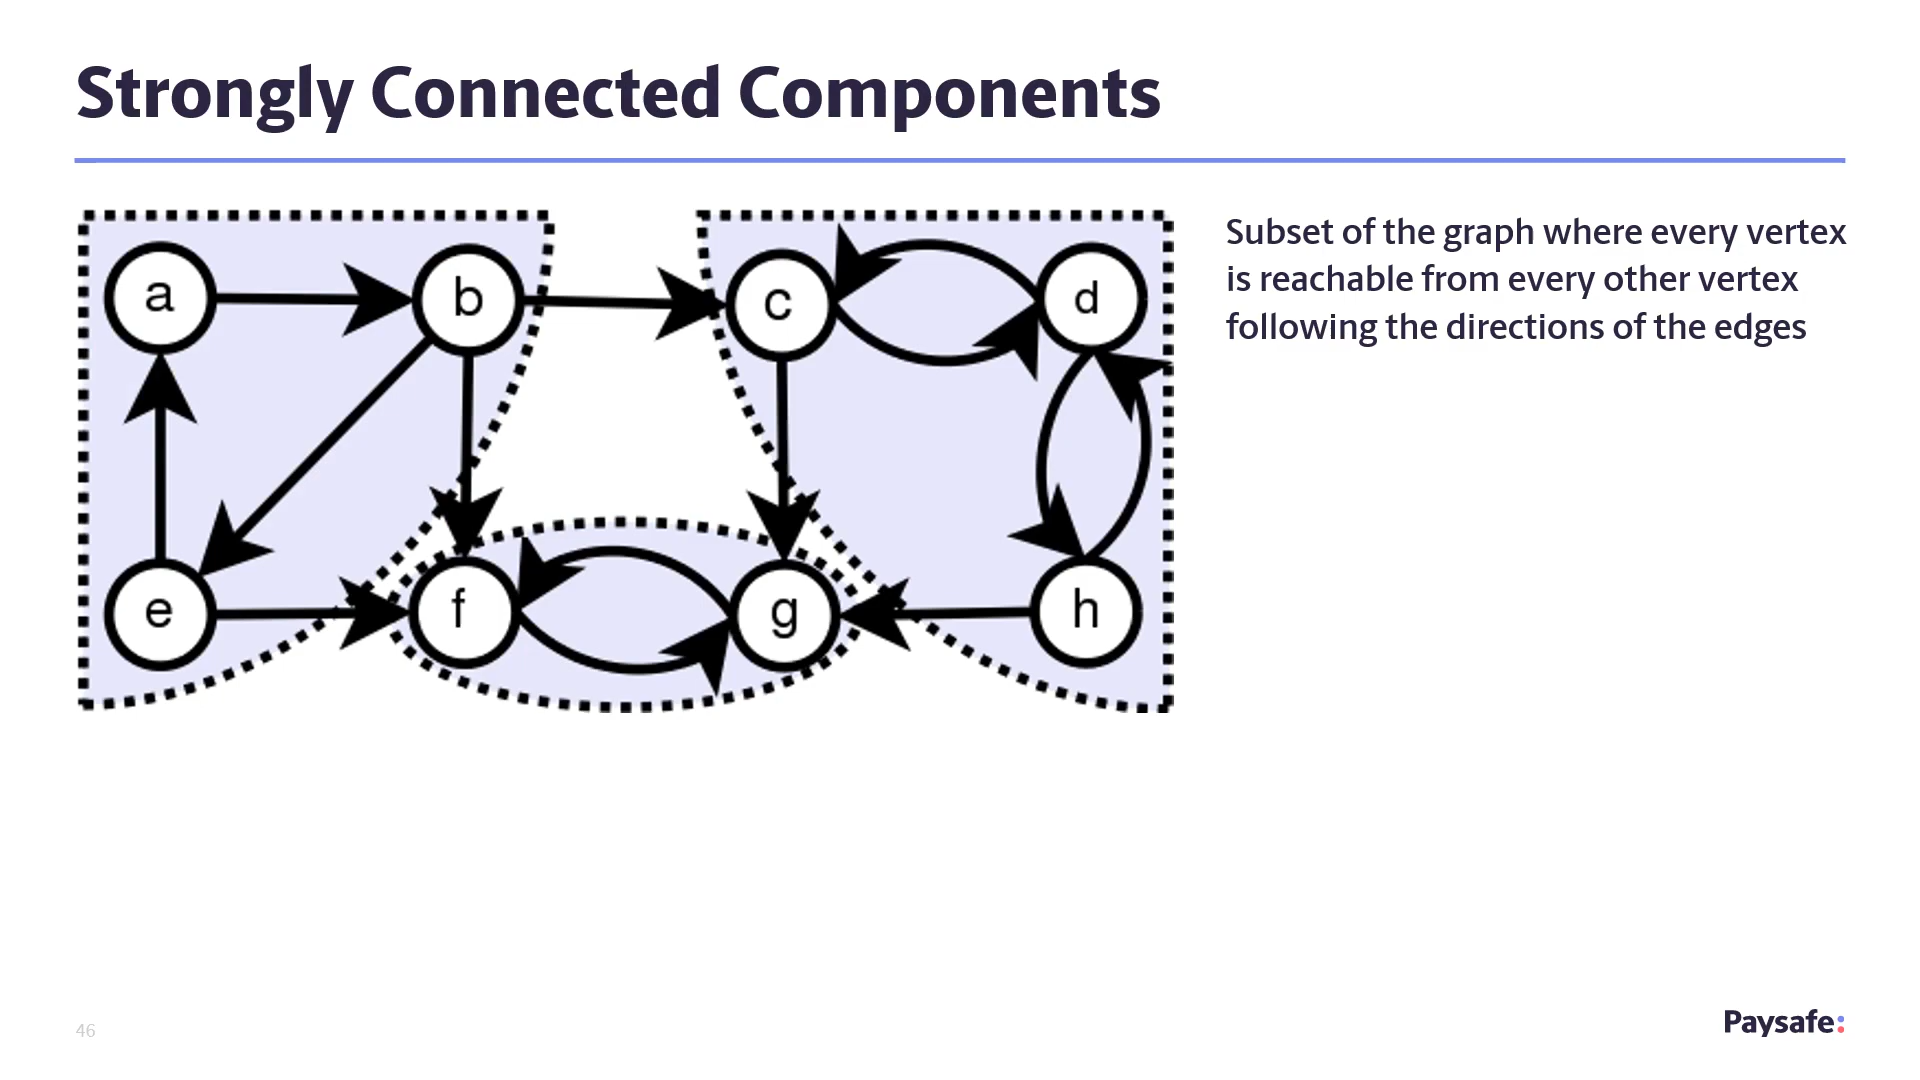 Strongly Connected Components
a
b
c
d
e
f
g
h
Subset of the graph where every vertex
is reachable from every other vertex
following the directions of the edges
46
Paysafe: